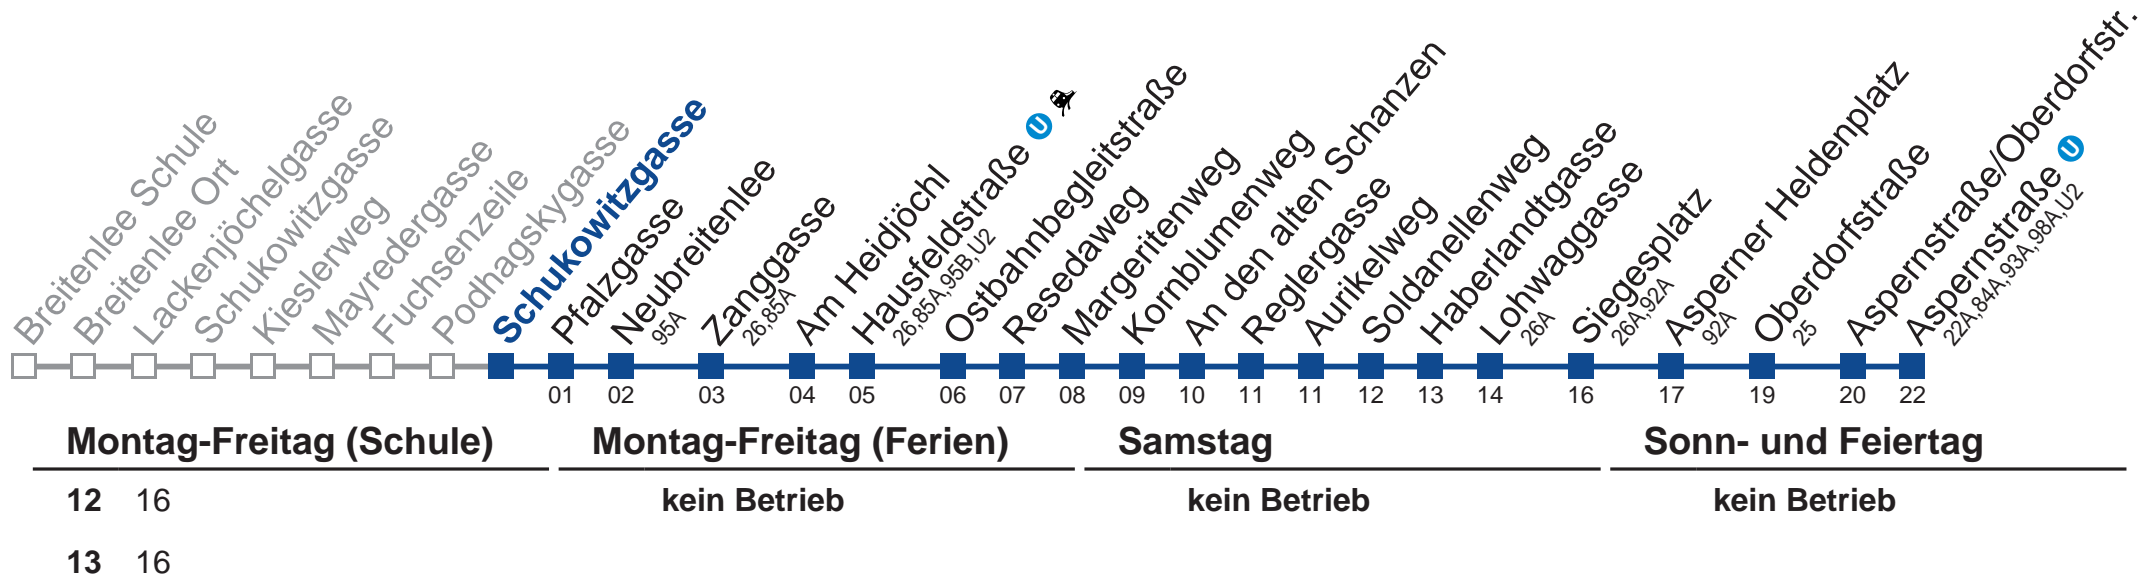 Breitenlee Schule
Breitenlee Ort
Lackenjöchelgasse
Schukowitzgasse
Kieslerweg
Mayredergasse
Fuchsenzeile
Podhagskygasse
Schukowitzgasse
Pfalzgasse
Neubreitenlee
95A
Zanggasse
26,85A
Am Heidjöchl
Hausfeldstraße U
26,85A,95B,U2
Ostbahnbegleitstraße
Resedaweg
Margeritenweg
Kornblumenweg
An den alten Schanzen
Reglergasse
Aurikelweg
Soldanellenweg
Haberlandtgasse
Lohwaggasse
26A
Siegesplatz
26A,92A
Asperner Heldenplatz
92A
Oberdorfstraße
25
Aspernstraße/Oberdorfstr.
Aspernstraße U
22A,84A,93A,98A,U2
01 02 03 04 05 06 07 08 09 10 11 11 12 13 14 16 17 19 20 22
Montag-Freitag (Schule) Montag-Freitag (Ferien) Samstag Sonn- und Feiertag
12 16 kein Betrieb kein Betrieb kein Betrieb
13 16